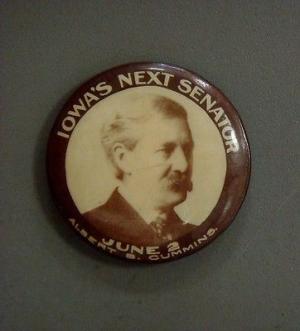 IOWA'S NEXT SENATOR
JUNE 2
ALBERT B. CUMMINS.